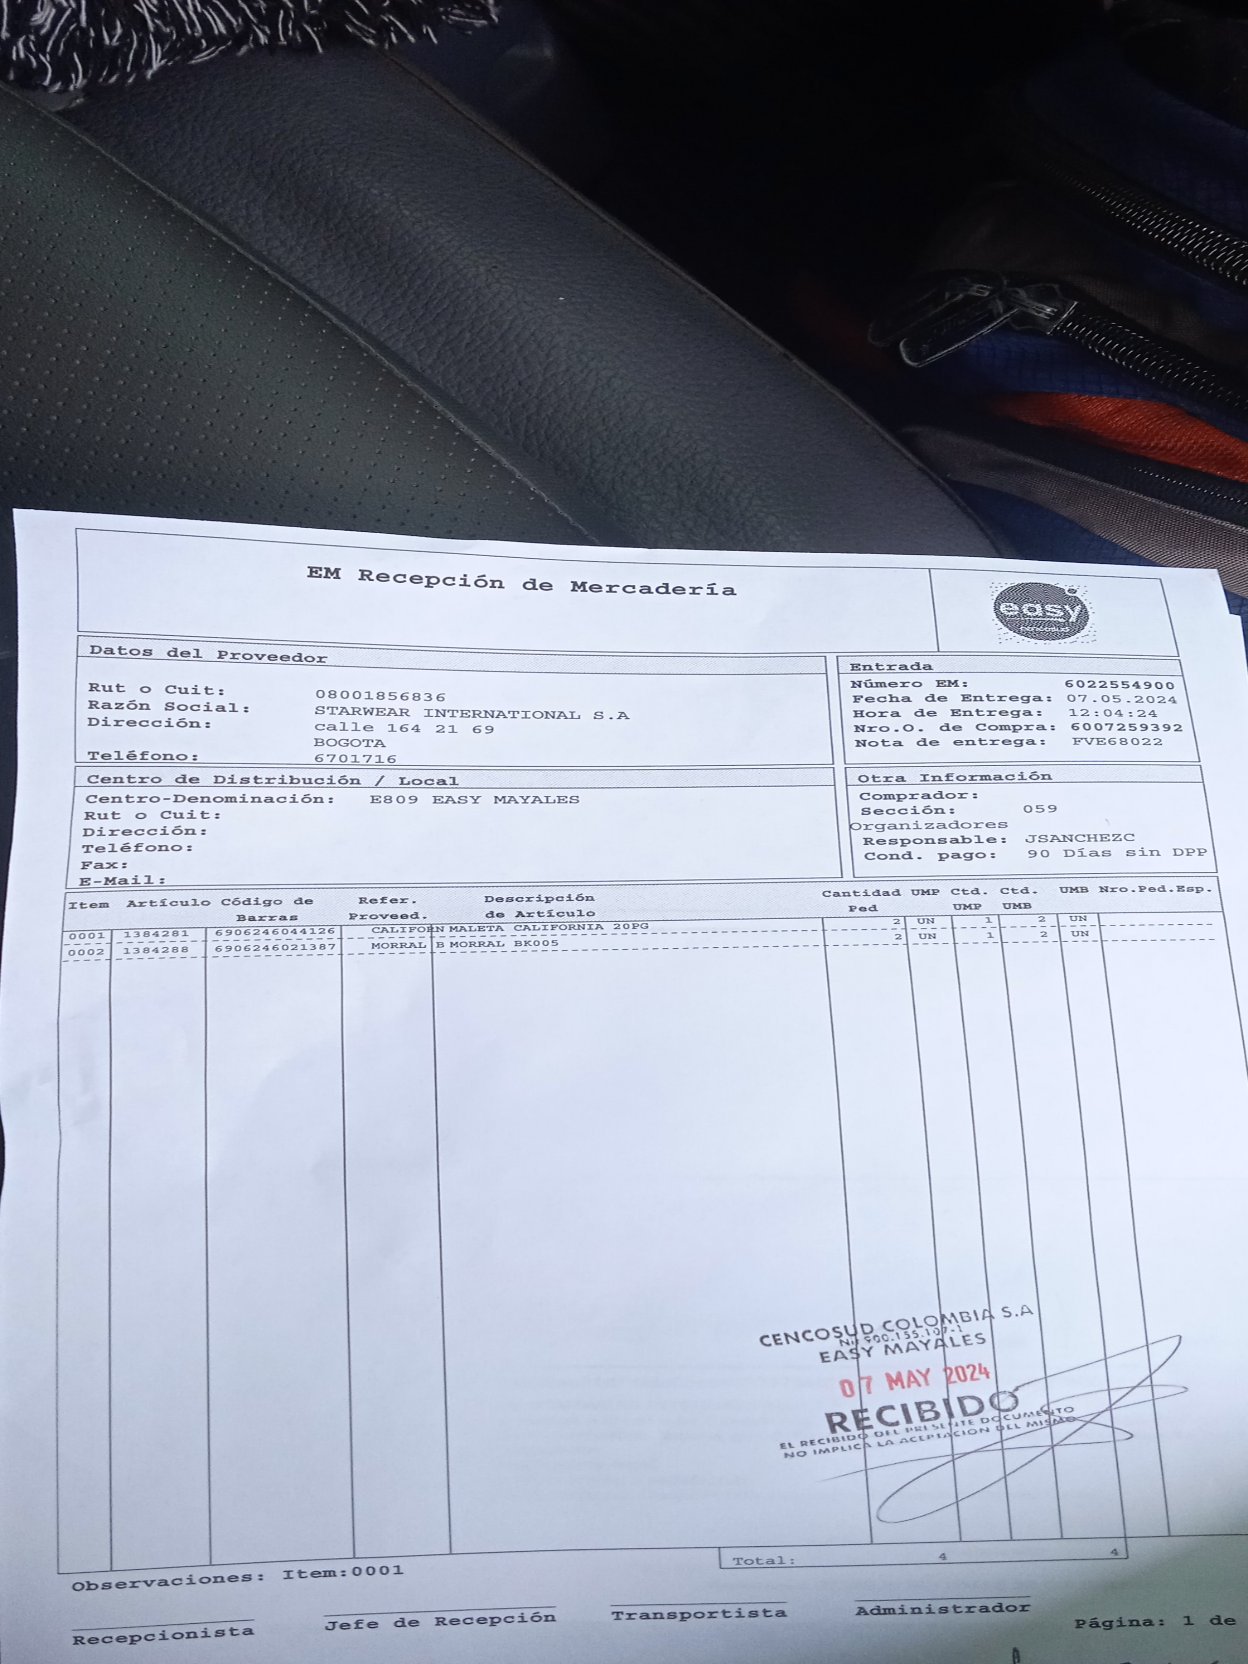 EM Recepción de Mercadería
easy
cencosud
Datos del Proveedor
Rut o Cuit: 08001856836
Razón Social: STARWEAR INTERNATIONAL S.A
Dirección: calle 164 21 69
BOGOTA
Teléfono: 6701716
Entrada
Número EM: 6022554900
Fecha de Entrega: 07.05.2024
Hora de Entrega: 12:04:24
Nro.O. de Compra: 6007259392
Nota de entrega: FVE68022
Centro de Distribución / Local
Centro-Denominación: E809 EASY MAYALES
Rut o Cuit:
Dirección:
Teléfono:
Fax:
E-Mail:
Otra Información
Comprador:
Sección: 059
Organizadores
Responsable: JSANCHEZC
Cond. pago: 90 Días sin DPP
Item Artículo Código de Refer. Descripción Cantidad UMP Ctd. Ctd. UMB Nro.Ped.Esp.
Barras Proveed. de Artículo Ped UMP UMB
0001 1384281 6906246044126 CALIFORN MALETA CALIFORNIA 20PG 2 UN 1 2 UN
0002 1384288 6906246021387 MORRAL B MORRAL BK005 2 UN 1 2 UN
CENCOSUD COLOMBIA S.A
Nit 900.155.107-1
EASY MAYALES
07 MAY 2024
RECIBIDO
EL RECIBIDO DEL PRESENTE DOCUMENTO
NO IMPLICA LA ACEPTACION DEL MISMO
Total: 4 4
Observaciones: Item:0001
Recepcionista Jefe de Recepción Transportista Administrador
Página: 1 de